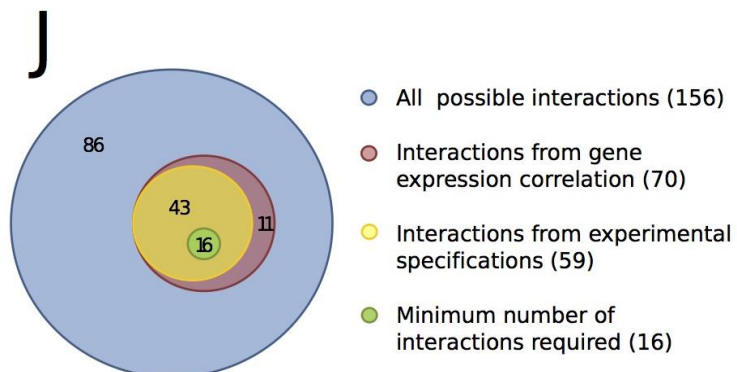 J
86
43
11
16
All possible interactions (156)
Interactions from gene
expression correlation (70)
Interactions from experimental
specifications (59)
Minimum number of
interactions required (16)